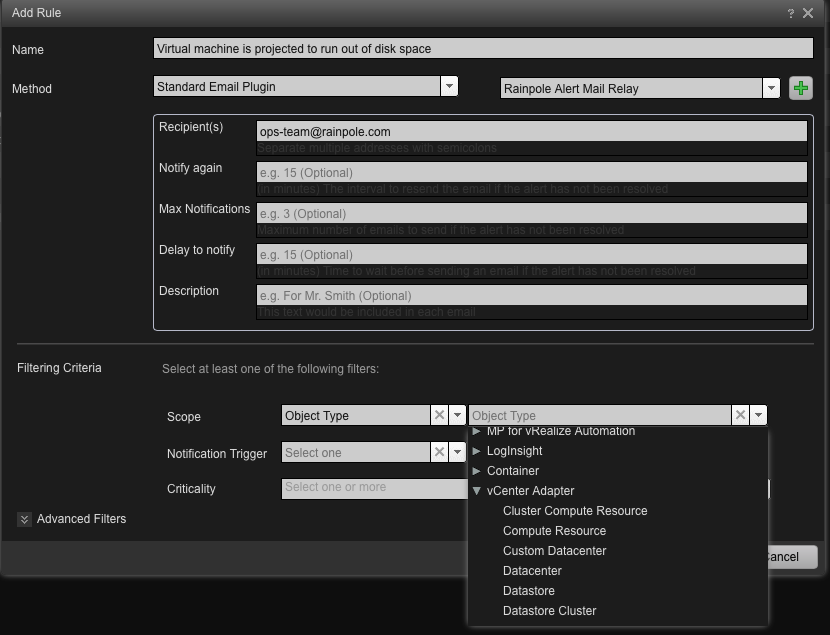 Add Rule
?
Name
Virtual machine is projected to run out of disk space
Method
Standard Email Plugin
Rainpole Alert Mail Relay
Recipient(s)
ops-team@rainpole.com
Separate multiple addresses with semicolons
Notify again
e.g. 15 (Optional)
(in minutes) The interval to resend the email if the alert has not been resolved
Max Notifications
e.g. 3 (Optional)
Maximum number of emails to send if the alert has not been resolved
Delay to notify
e.g. 15 (Optional)
(in minutes) Time to wait before sending an email if the alert has not been resolved
Description
e.g. For Mr. Smith (Optional)
This text would be included in each email
Filtering Criteria
Select at least one of the following filters:
Scope
Object Type
Object Type
MP for vRealize Automation
LogInsight
Notification Trigger
Select one
Container
Criticality
Select one or more
vCenter Adapter
Cluster Compute Resource
Advanced Filters
Compute Resource
Custom Datacenter
ancel
Datacenter
Datastore
Datastore Cluster